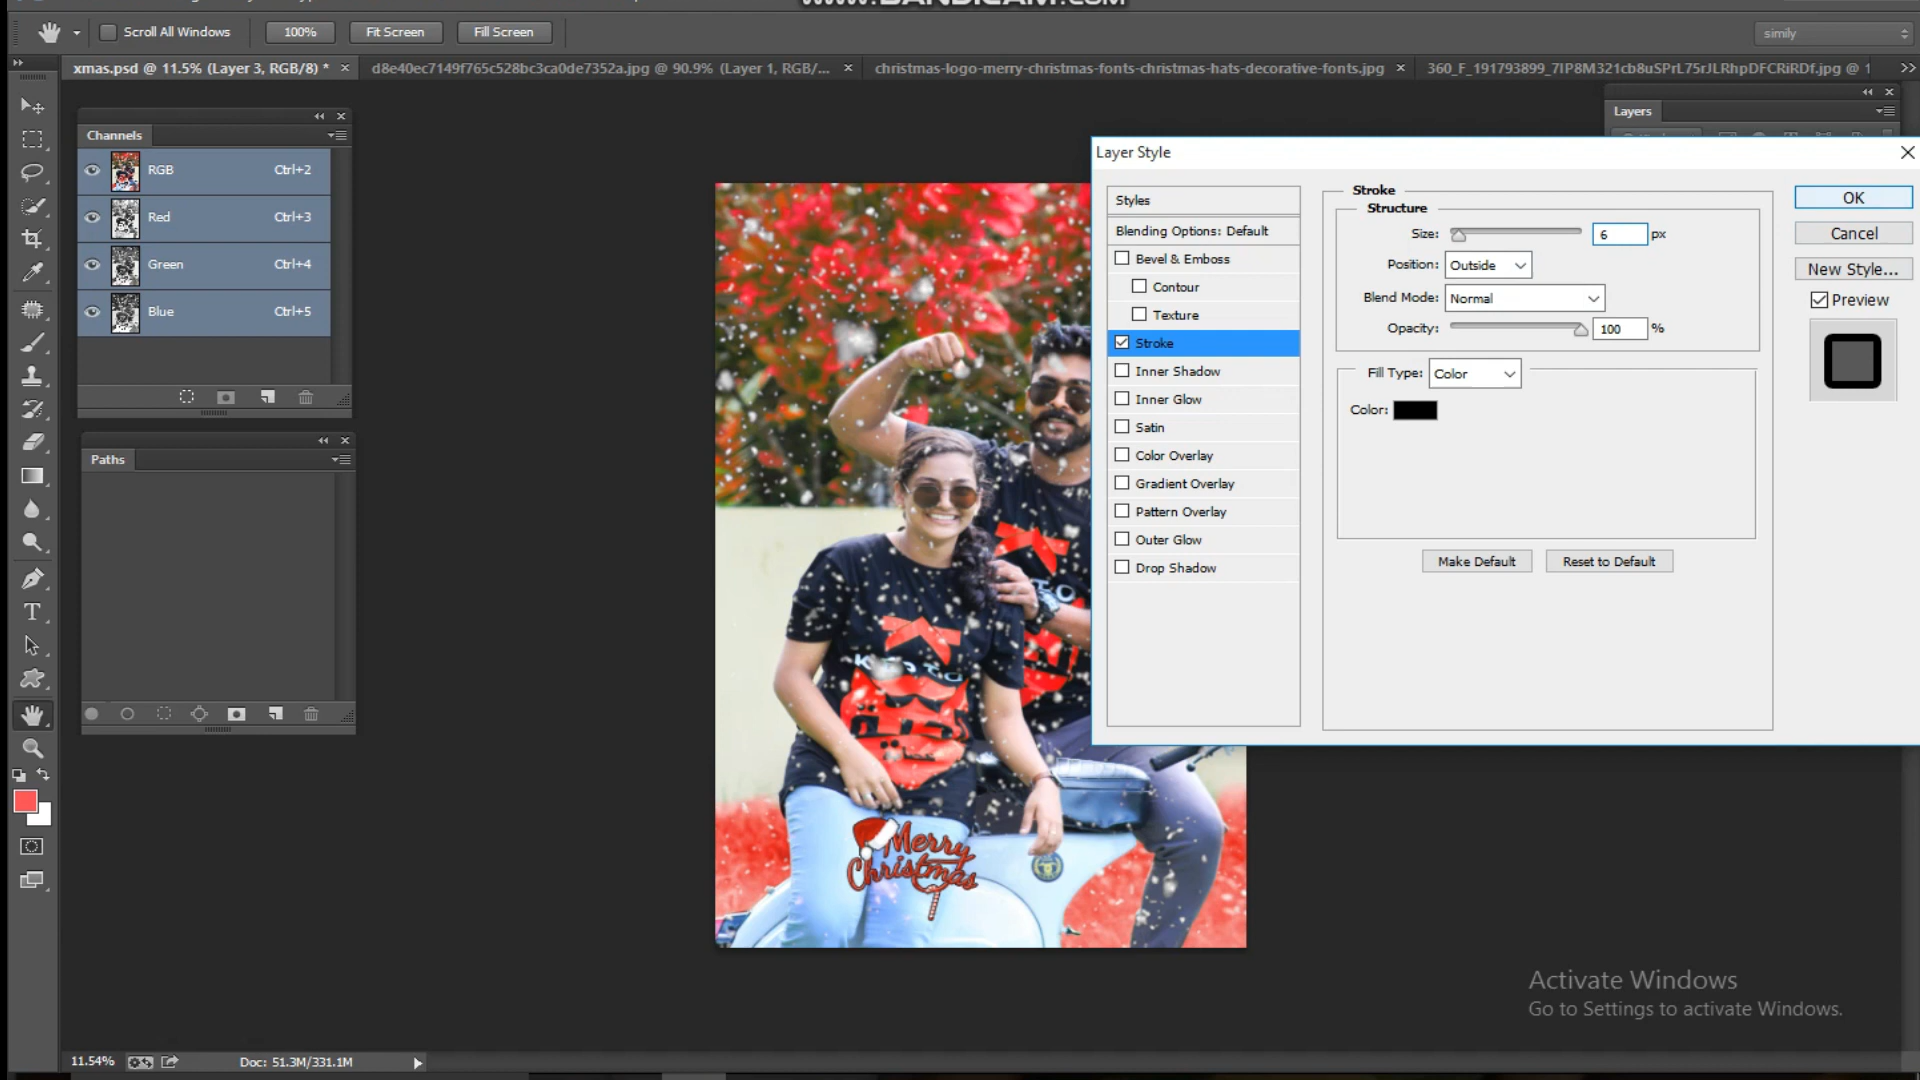 www.BANDICAM.com
Scroll All Windows
100%
Fit Screen
Fill Screen
simily
xmas.psd @ 11.5% (Layer 3, RGB/8) *
d8e40ec7149f765c528bc3ca0de7352a.jpg @ 90.9% (Layer 1, RGB/...
christmas-logo-merry-christmas-fonts-christmas-hats-decorative-fonts.jpg
360_F_191793899_7IP8M321cb8uSPrL75rJLRhpDFCRiRDf.jpg @ 1
Channels
RGB Ctrl+2
Red Ctrl+3
Green Ctrl+4
Blue Ctrl+5
Paths
Layers
Layer Style
Styles
Blending Options: Default
Bevel & Emboss
Contour
Texture
Stroke
Inner Shadow
Inner Glow
Satin
Color Overlay
Gradient Overlay
Pattern Overlay
Outer Glow
Drop Shadow
Stroke
Structure
Size: 6 px
Position: Outside
Blend Mode: Normal
Opacity: 100 %
Fill Type: Color
Color:
Make Default
Reset to Default
OK
Cancel
New Style...
Preview
Merry
Christmas
Activate Windows
Go to Settings to activate Windows.
11.54%
Doc: 51.3M/331.1M